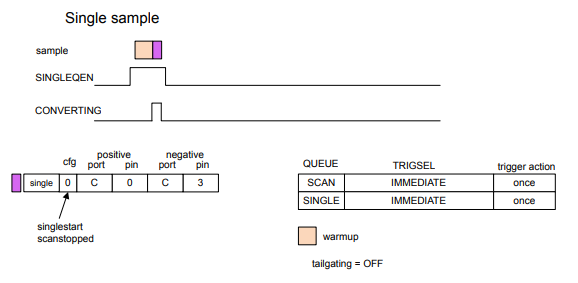 Single sample
sample
SINGLEQEN
CONVERTING
cfg positive negative
port pin port pin
single 0 C 0 C 3
singlestart
scanstopped
QUEUE TRIGSEL trigger action
SCAN IMMEDIATE once
SINGLE IMMEDIATE once
warmup
tailgating = OFF